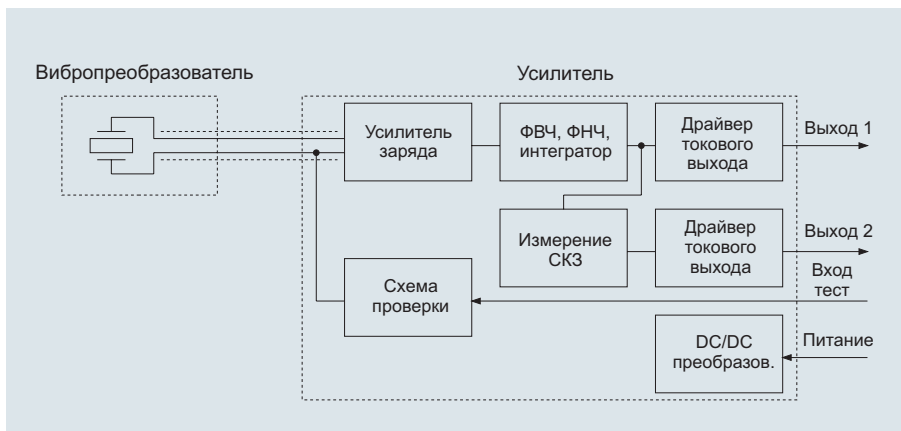 Вибропреобразователь
Усилитель
Усилитель
заряда
ФВЧ, ФНЧ,
интегратор
Драйвер
токового
выхода
Выход 1
Измерение
СКЗ
Драйвер
токового
выхода
Выход 2
Схема
проверки
Вход
тест
DC/DC
преобразов.
Питание